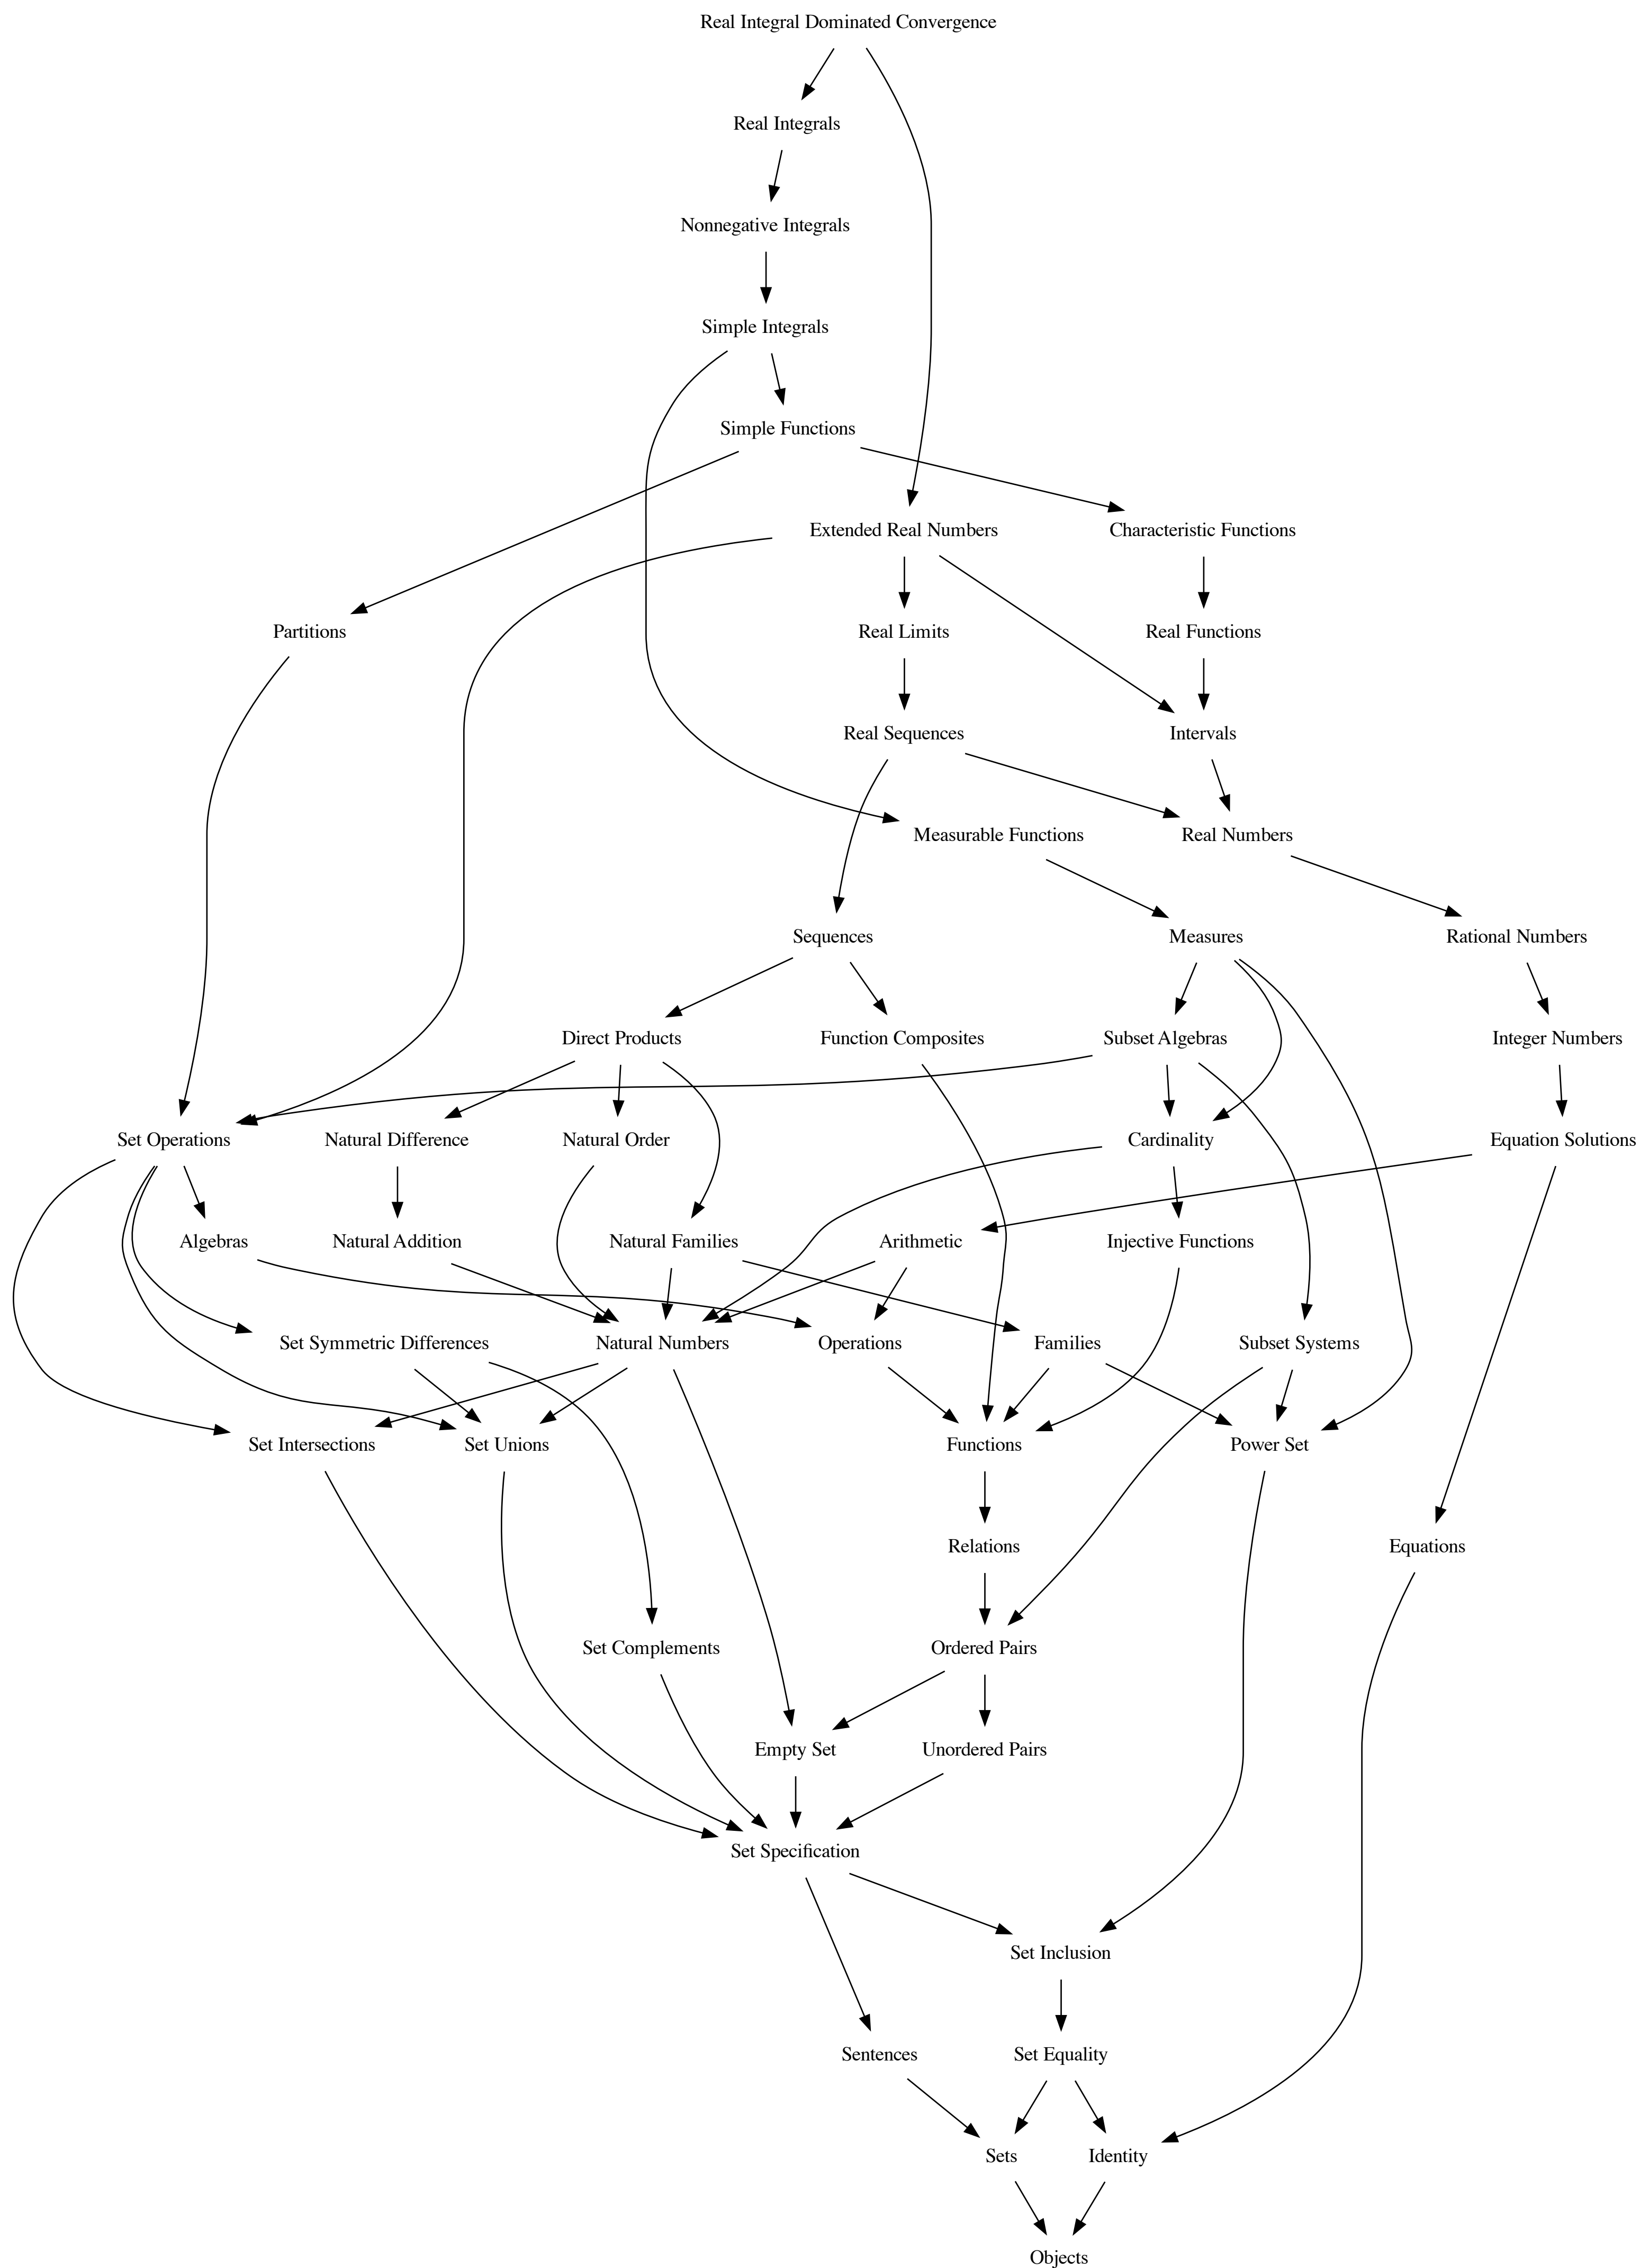 Real Integral Dominated Convergence
Real Integrals
Nonnegative Integrals
Simple Integrals
Simple Functions
Extended Real Numbers
Characteristic Functions
Partitions
Real Limits
Real Functions
Real Sequences
Intervals
Measurable Functions
Real Numbers
Sequences
Measures
Rational Numbers
Direct Products
Function Composites
Subset Algebras
Integer Numbers
Set Operations
Natural Difference
Natural Order
Cardinality
Equation Solutions
Algebras
Natural Addition
Natural Families
Arithmetic
Injective Functions
Set Symmetric Differences
Natural Numbers
Operations
Families
Subset Systems
Set Intersections
Set Unions
Functions
Power Set
Relations
Equations
Set Complements
Ordered Pairs
Empty Set
Unordered Pairs
Set Specification
Set Inclusion
Sentences
Set Equality
Sets
Identity
Objects